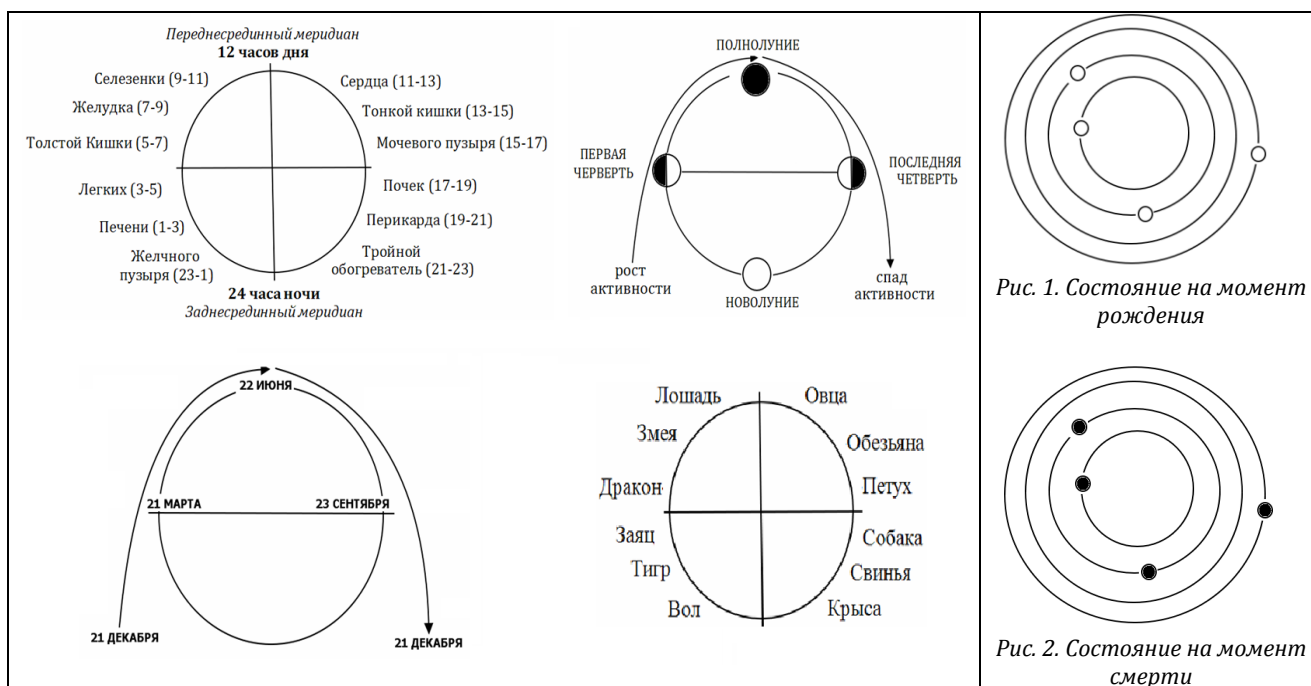 Переднесрединный меридиан
12 часов дня
Селезенки (9-11)
Сердца (11-13)
Желудка (7-9)
Тонкой кишки (13-15)
Толстой Кишки (5-7)
Мочевого пузыря (15-17)
Легких (3-5)
Почек (17-19)
Печени (1-3)
Перикарда (19-21)
Желчного
пузыря (23-1)
Тройной
обогреватель (21-23)
24 часа ночи
Заднесрединный меридиан
ПОЛНОЛУНИЕ
ПЕРВАЯ
ЧЕРВЕРТЬ
ПОСЛЕДНЯЯ
ЧЕТВЕРТЬ
рост
активности
НОВОЛУНИЕ
спад
активности
Рис. 1. Состояние на момент
рождения
22 ИЮНЯ
21 МАРТА
23 СЕНТЯБРЯ
21 ДЕКАБРЯ
21 ДЕКАБРЯ
Лошадь
Овца
Змея
Обезьяна
Дракон
Петух
Заяц
Собака
Тигр
Свинья
Вол
Крыса
Рис. 2. Состояние на момент
смерти